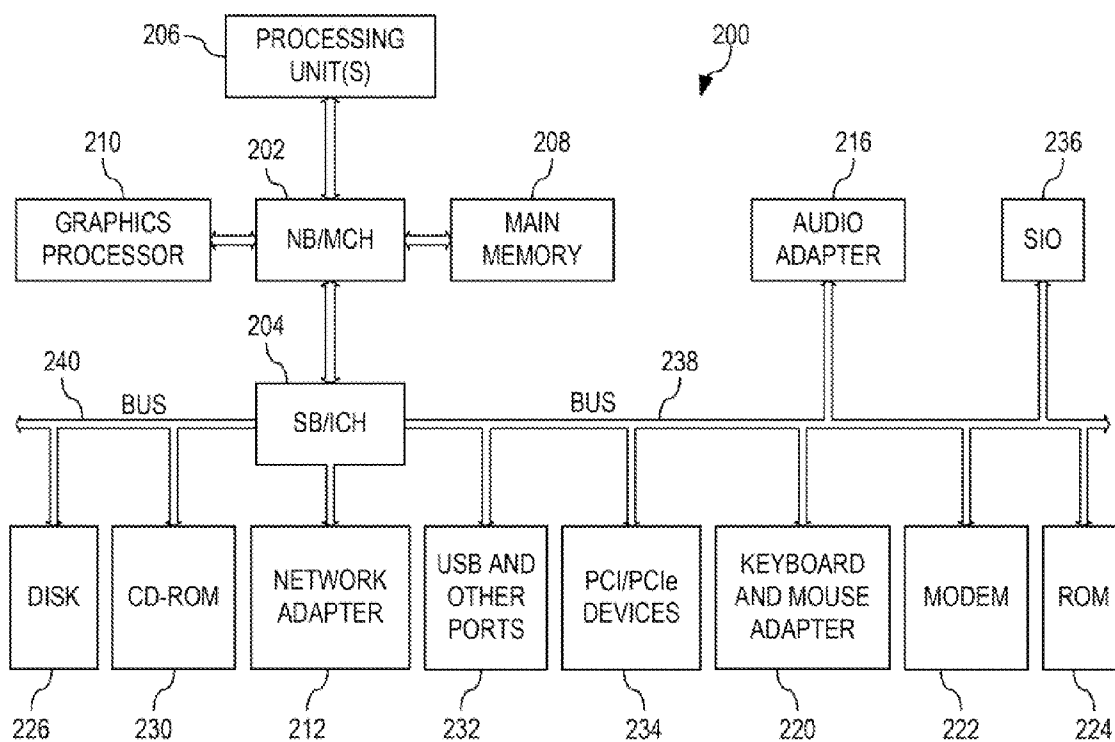 206
PROCESSING
UNIT(S)
200
210
202
208
216
236
GRAPHICS
PROCESSOR
NB/MCH
MAIN
MEMORY
AUDIO
ADAPTER
SIO
204
240
BUS
SB/ICH
BUS
238
DISK
CD-ROM
NETWORK
ADAPTER
USB AND
OTHER
PORTS
PCI/PCIe
DEVICES
KEYBOARD
AND MOUSE
ADAPTER
MODEM
ROM
226
230
212
232
234
220
222
224